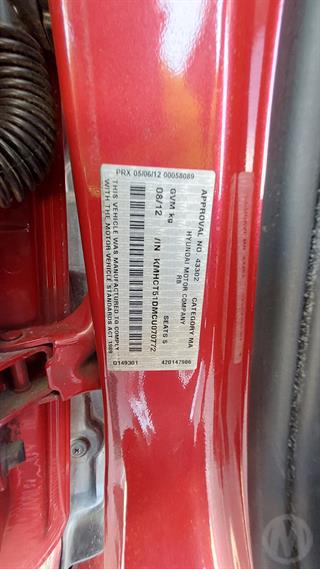 PRX 05/06/12 00058089
APPROVAL NO. 43302 CATEGORY MA
HYUNDAI MOTOR COMPANY
RB
GVM kg SEATS 5
08/12 VIN KMHCT51DMCU070772
THIS VEHICLE WAS MANUFACTURED TO COMPLY
WITH THE MOTOR VEHICLE STANDARDS ACT 1989.
D149301 420147986